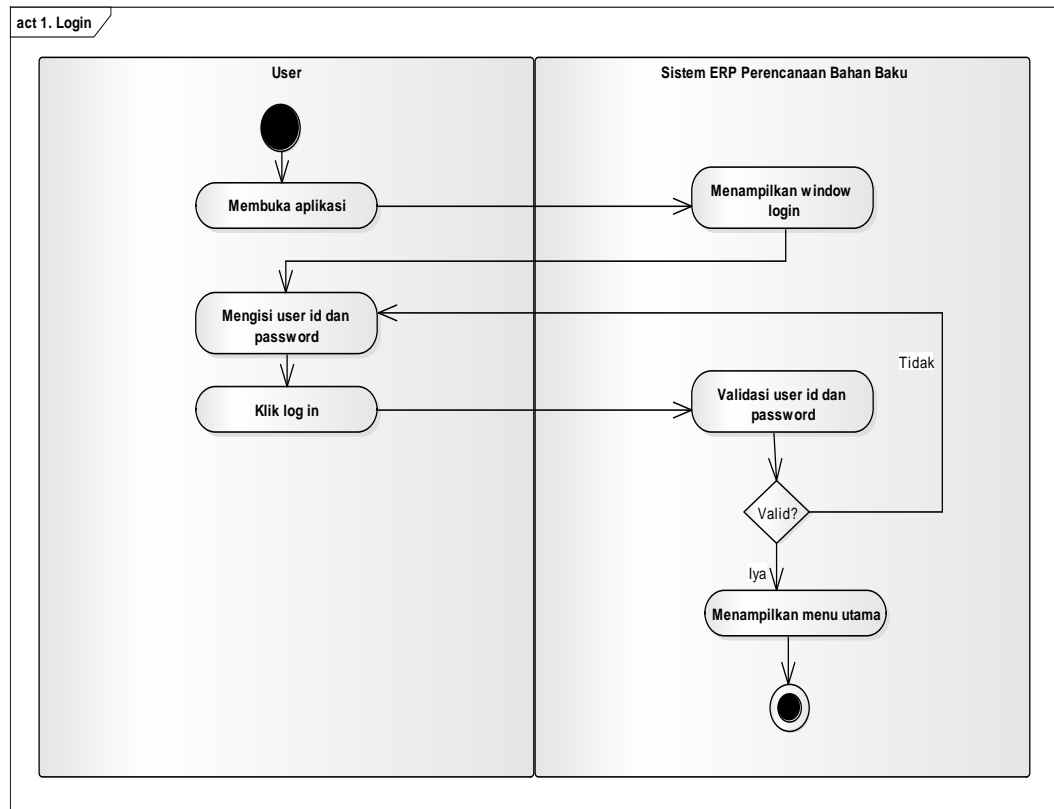 act 1. Login
User
Sistem ERP Perencanaan Bahan Baku
Membuka aplikasi
Menampilkan window
login
Mengisi user id dan
password
Tidak
Klik log in
Validasi user id dan
password
Valid?
Iya
Menampilkan menu utama